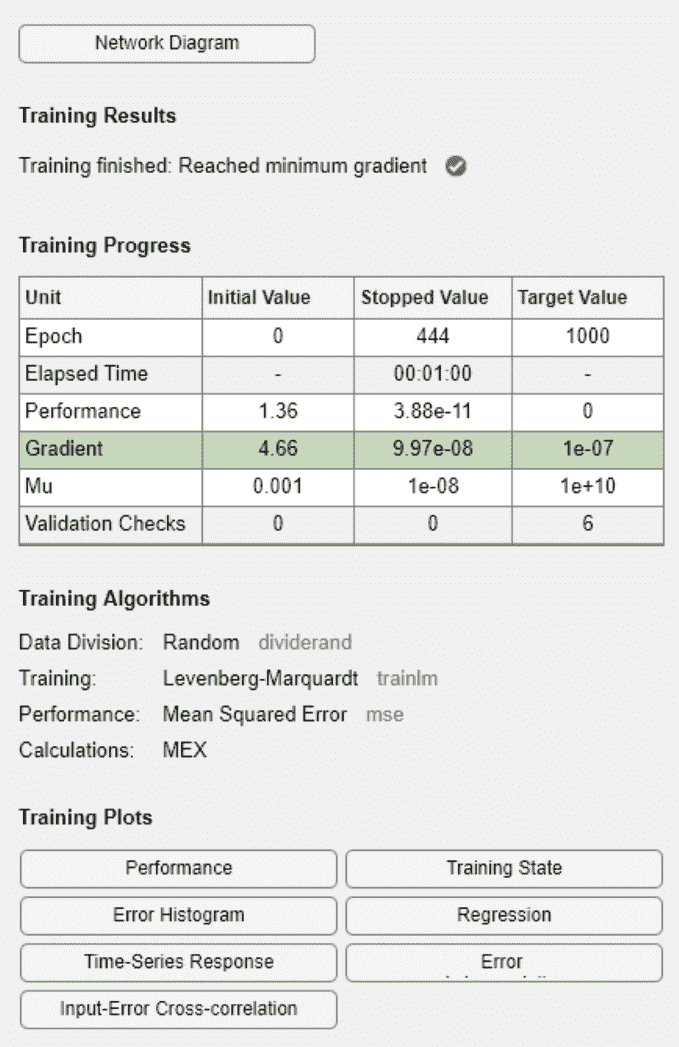 Network Diagram
Training Results
Training finished: Reached minimum gradient
Training Progress
Unit Initial Value Stopped Value Target Value
Epoch 0 444 1000
Elapsed Time - 00:01:00 -
Performance 1.36 3.88e-11 0
Gradient 4.66 9.97e-08 1e-07
Mu 0.001 1e-08 1e+10
Validation Checks 0 0 6
Training Algorithms
Data Division: Random dividerand
Training: Levenberg-Marquardt trainlm
Performance: Mean Squared Error mse
Calculations: MEX
Training Plots
Performance Training State
Error Histogram Regression
Time-Series Response Error
Input-Error Cross-correlation